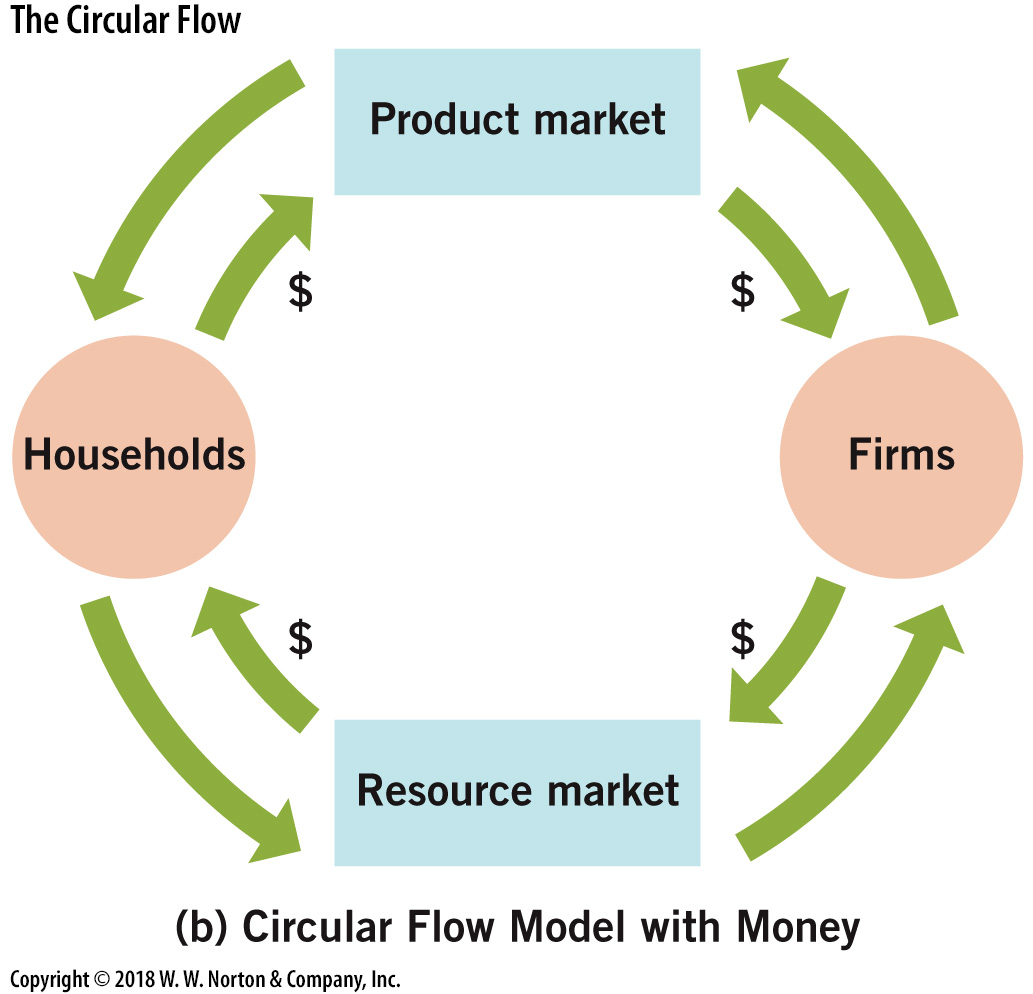 The Circular Flow
Product market
$
$
Households
Firms
$
$
Resource market
(b) Circular Flow Model with Money
Copyright © 2018 W. W. Norton & Company, Inc.